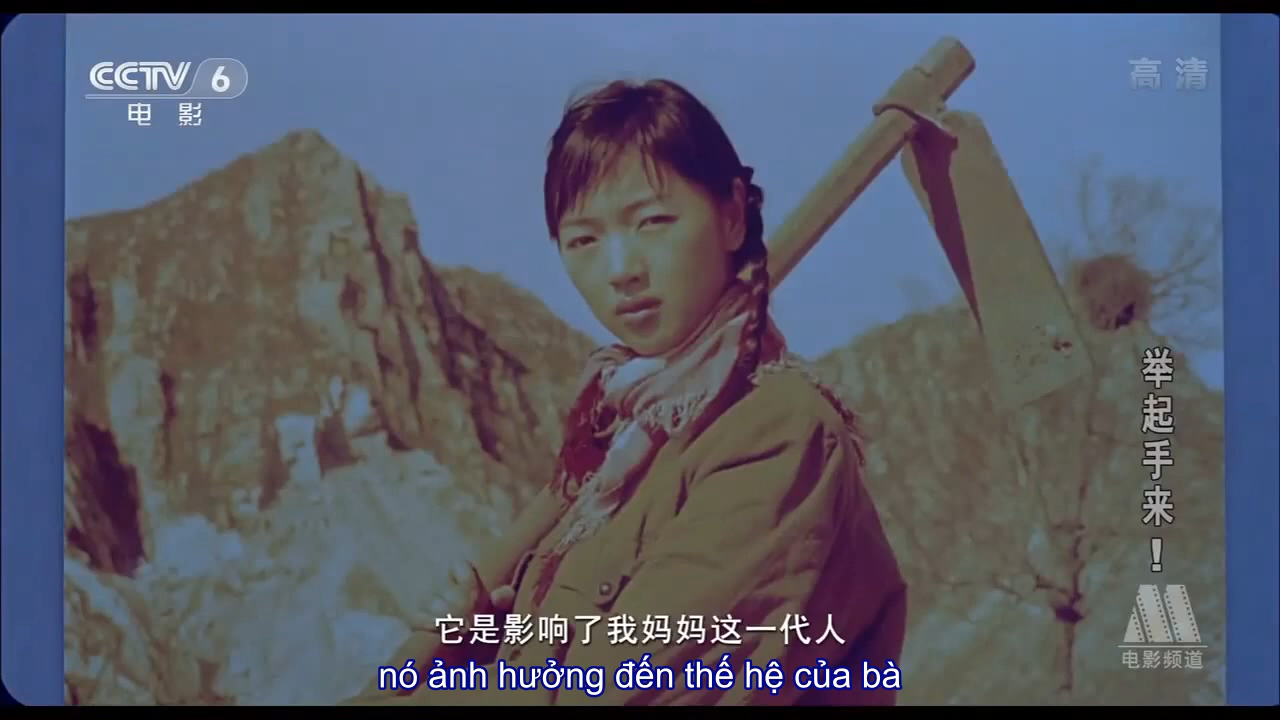 CCTV 6
电影
高清
举起手来！
电影频道
它是影响了我妈妈这一代人
nó ảnh hưởng đến thế hệ của bà